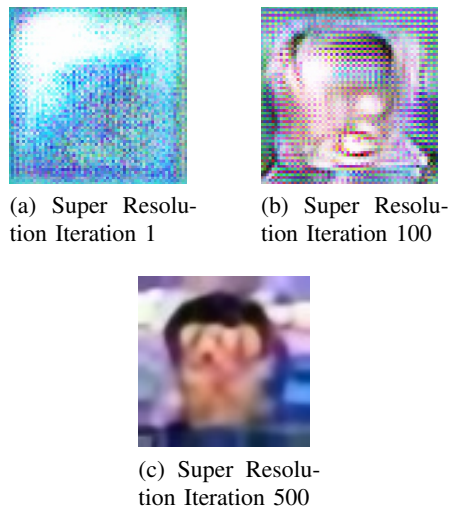 (a) Super Resolu-
tion Iteration 1
(b) Super Resolu-
tion Iteration 100
(c) Super Resolu-
tion Iteration 500